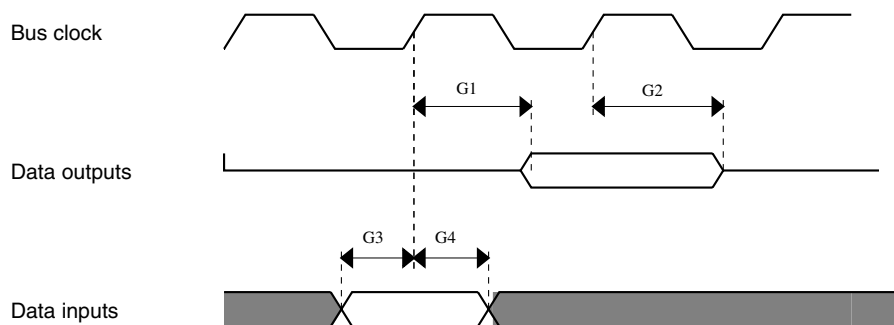 Bus clock
G1
G2
Data outputs
G3
G4
Data inputs